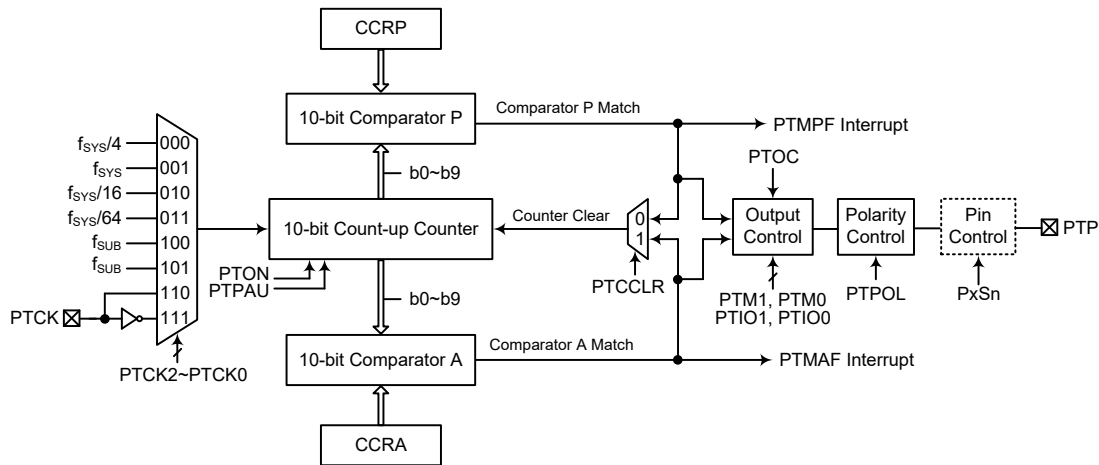 CCRP
10-bit Comparator P
Comparator P Match
PTMPF Interrupt
b0~b9
fSYS/4
000
fSYS
001
fSYS/16
010
fSYS/64
011
fSUB
100
fSUB
101
110
111
PTCK
PTCK2~PTCK0
10-bit Count-up Counter
PTON
PTPAU
Counter Clear
0
1
PTCCLR
PTOC
Output
Control
PTM1, PTM0
PTIO1, PTIO0
Polarity
Control
PTPOL
Pin
Control
PxSn
PTP
b0~b9
10-bit Comparator A
Comparator A Match
PTMAF Interrupt
CCRA